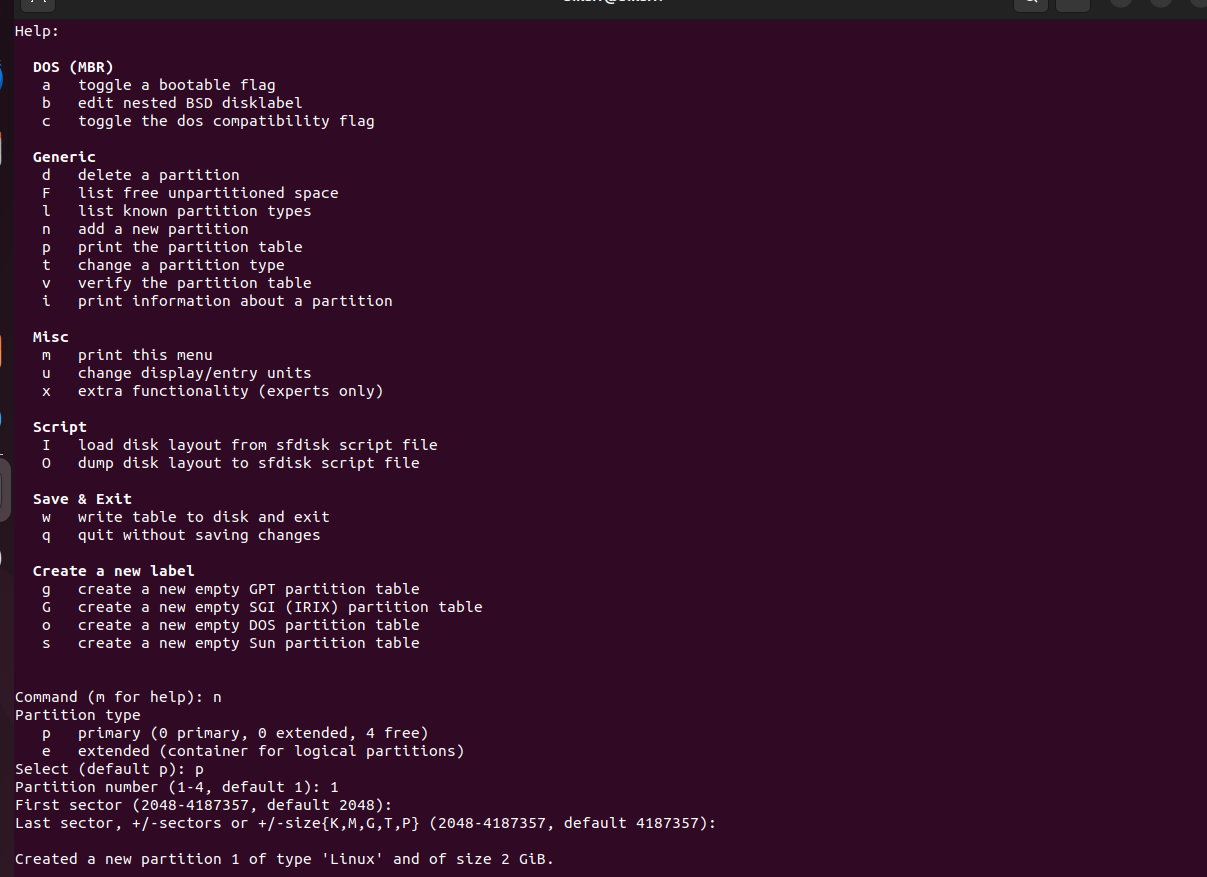 Help:
DOS (MBR)
a   toggle a bootable flag
b   edit nested BSD disklabel
c   toggle the dos compatibility flag
Generic
d   delete a partition
F   list free unpartitioned space
l   list known partition types
n   add a new partition
p   print the partition table
t   change a partition type
v   verify the partition table
i   print information about a partition
Misc
m   print this menu
u   change display/entry units
x   extra functionality (experts only)
Script
I   load disk layout from sfdisk script file
O   dump disk layout to sfdisk script file
Save & Exit
w   write table to disk and exit
q   quit without saving changes
Create a new label
g   create a new empty GPT partition table
G   create a new empty SGI (IRIX) partition table
o   create a new empty DOS partition table
s   create a new empty Sun partition table
Command (m for help): n
Partition type
p   primary (0 primary, 0 extended, 4 free)
e   extended (container for logical partitions)
Select (default p): p
Partition number (1-4, default 1): 1
First sector (2048-4187357, default 2048):
Last sector, +/-sectors or +/-size{K,M,G,T,P} (2048-4187357, default 4187357):
Created a new partition 1 of type 'Linux' and of size 2 GiB.